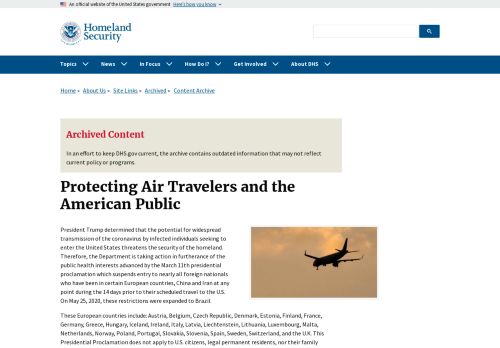 An official website of the United States government Here's how you know
Homeland
Security
Topics News In Focus How Do I? Get Involved About DHS
Home » About Us » Site Links » Archived » Content Archive
Archived Content
In an effort to keep DHS.gov current, the archive contains outdated information that may not reflect
current policy or programs.
Protecting Air Travelers and the
American Public
President Trump determined that the potential for widespread
transmission of the coronavirus by infected individuals seeking to
enter the United States threatens the security of the homeland.
Therefore, the Department is taking action in furtherance of the
public health interests advanced by the March 11th presidential
proclamation which suspends entry to nearly all foreign nationals
who have been in certain European countries, China and Iran at
any point during the 14 days prior to their scheduled travel to the U.S.
On May 25, 2020, these restrictions were expanded to Brazil.
These European countries include: Austria, Belgium, Czech Republic, Denmark, Estonia, Finland, France,
Germany, Greece, Hungary, Iceland, Ireland, Italy, Latvia, Liechtenstein, Lithuania, Luxembourg, Malta,
Netherlands, Norway, Poland, Portugal, Slovakia, Slovenia, Spain, Sweden, Switzerland, and the U.K. This
Presidential Proclamation does not apply to U.S. citizens, legal permanent residents, nor their family